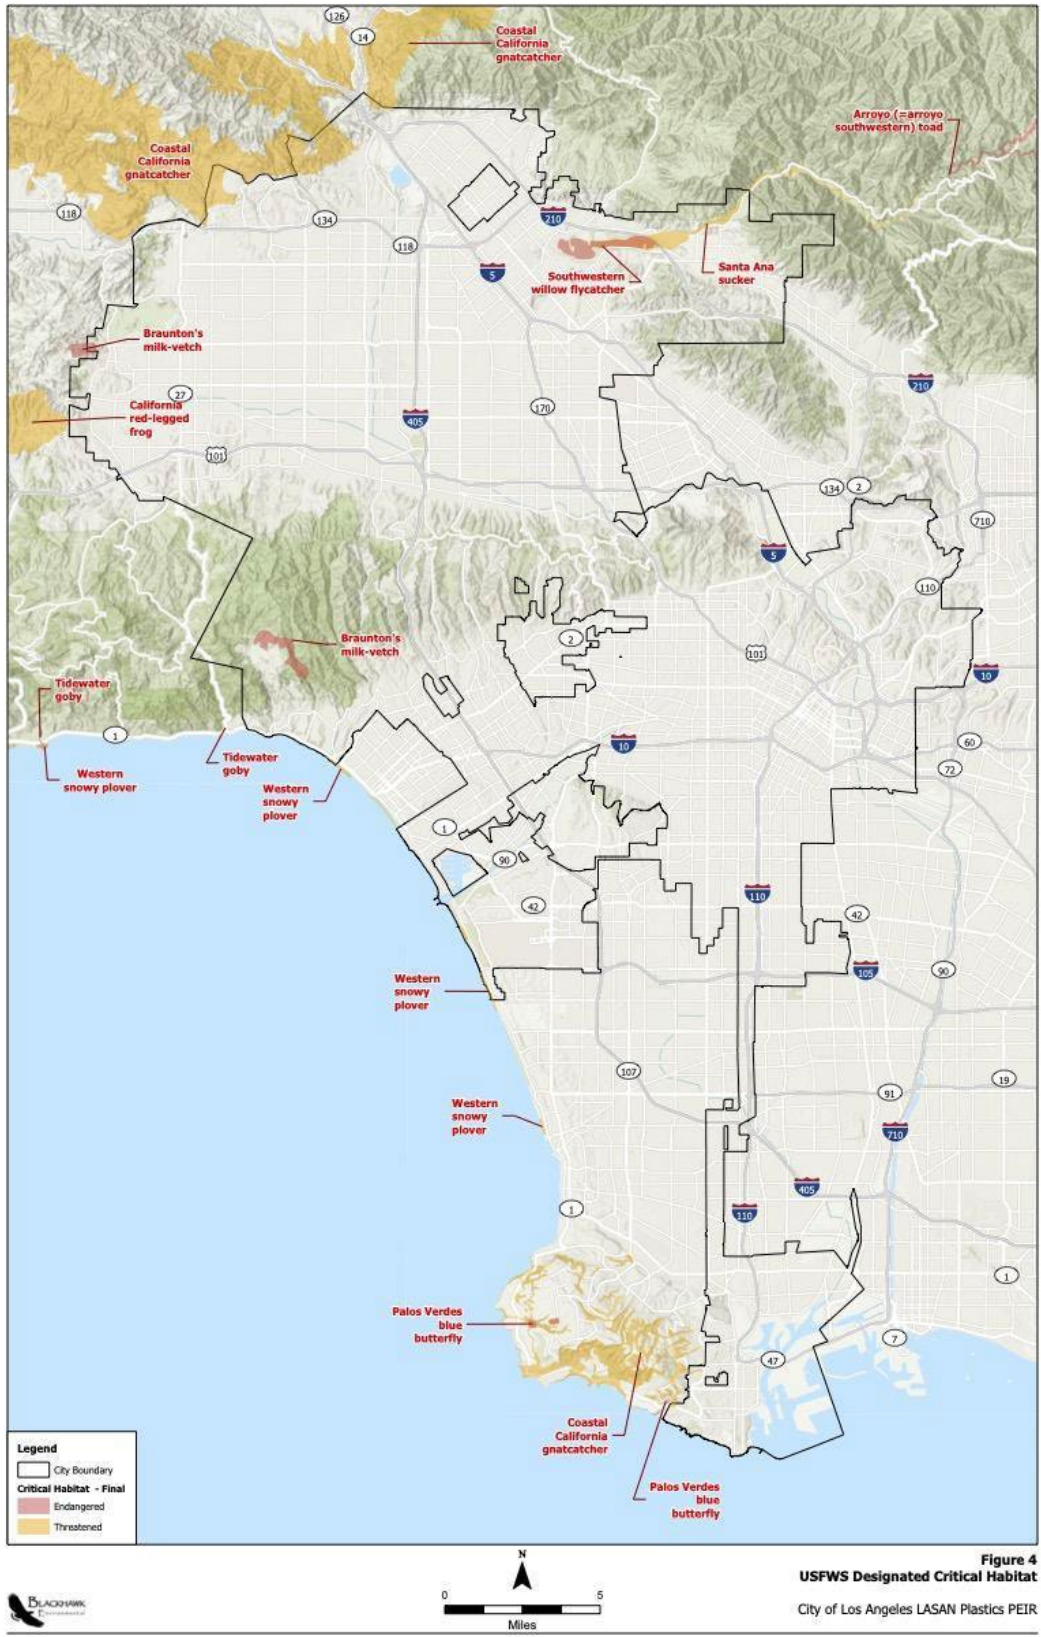 126
14
Coastal
California
gnatcatcher
Arroyo (=arroyo
southwestern) toad
Coastal
California
gnatcatcher
118
134
118
210
5
Southwestern
willow flycatcher
Santa Ana
sucker
Braunton's
milk-vetch
27
California
red-legged
frog
405
170
210
101
134
2
710
5
110
Braunton's
milk-vetch
2
101
10
Tidewater
goby
1
Tidewater
goby
Western
snowy plover
Western
snowy
plover
10
60
72
1
90
42
110
42
105
90
Western
snowy
plover
107
19
91
Western
snowy
plover
710
405
110
1
1
Palos Verdes
blue
butterfly
7
47
Coastal
California
gnatcatcher
Palos Verdes
blue
butterfly
Legend
City Boundary
Critical Habitat - Final
Endangered
Threatened
N
0
5
Miles
Figure 4
USFWS Designated Critical Habitat
City of Los Angeles LASAN Plastics PEIR
BLACKHAWK
Environmental